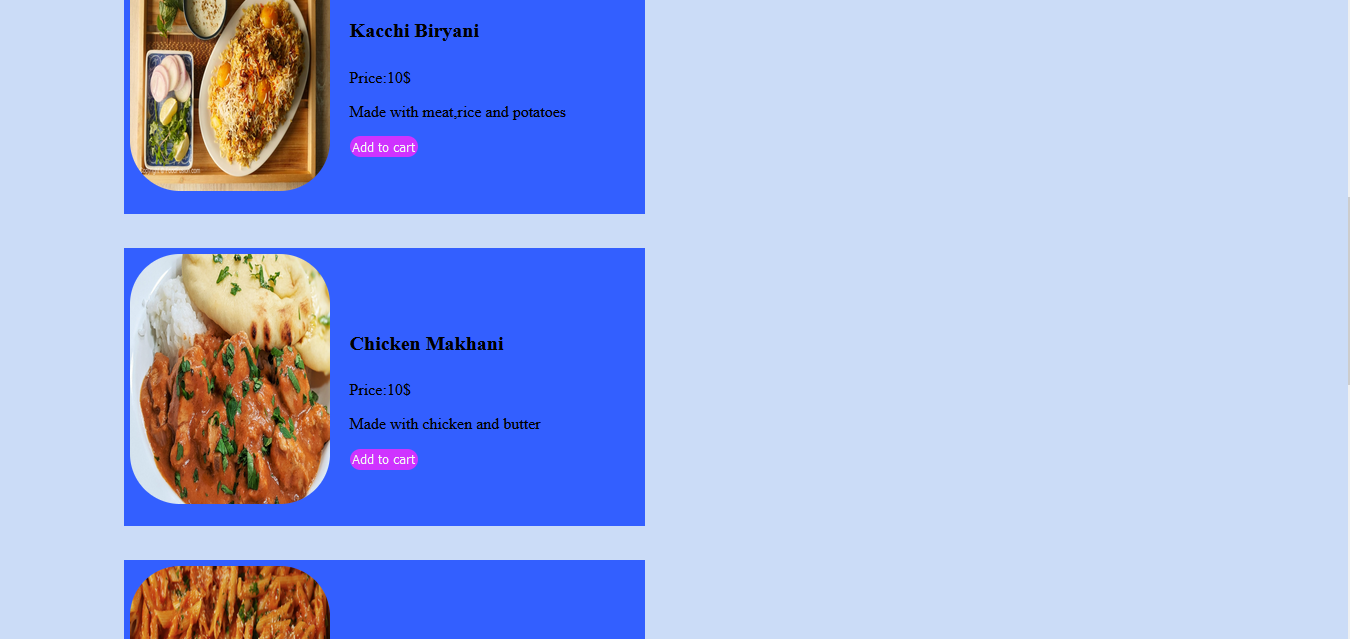 Kacchi Biryani
Price:10$
Made with meat,rice and potatoes
Add to cart
Chicken Makhani
Price:10$
Made with chicken and butter
Add to cart